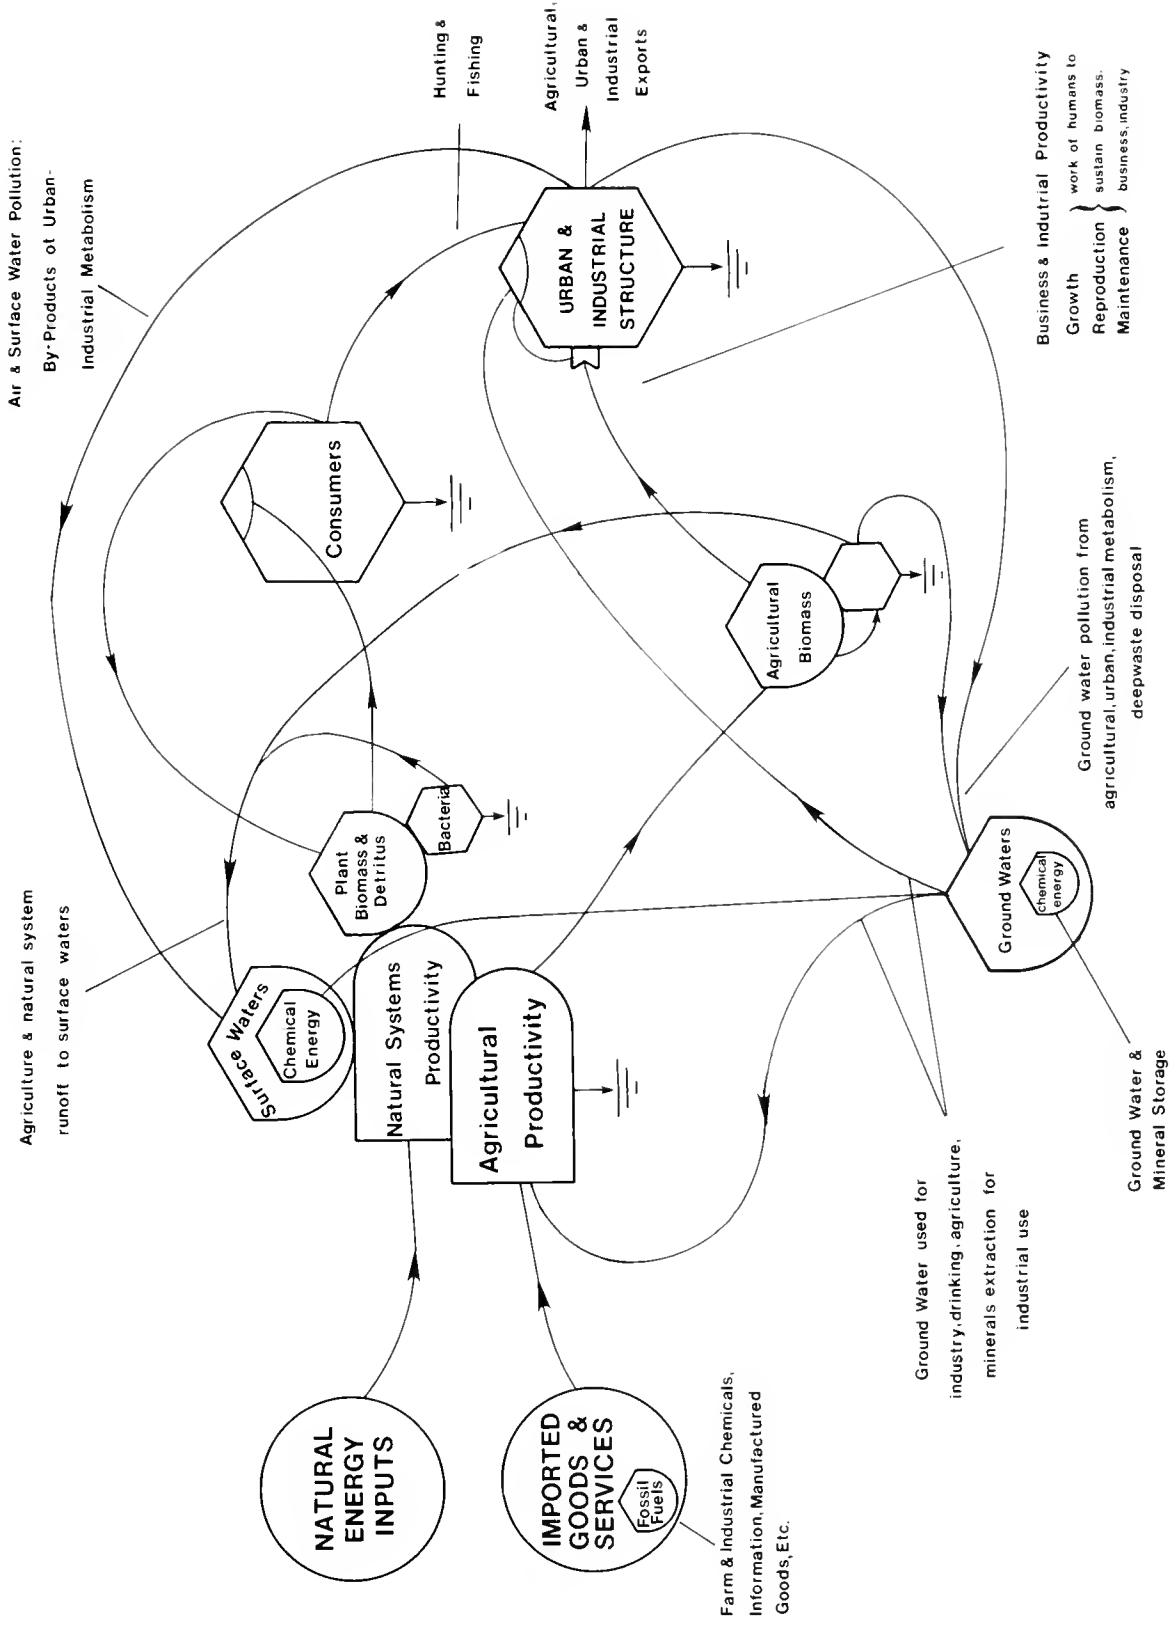 Air & Surface Water Pollution:
By-Products of Urban-
Industrial Metabolism
Hunting &
Fishing
Agricultural,
Urban &
Industrial
Exports
Agriculture & natural system
runoff to surface waters
Consumers
URBAN &
INDUSTRIAL
STRUCTURE
Plant
Biomass &
Detritus
Bacteria
Surface Waters
Chemical
Energy
Natural Systems
Productivity
Agricultural
Productivity
Agricultural
Biomass
NATURAL
ENERGY
INPUTS
IMPORTED
GOODS &
SERVICES
Fossil
Fuels
Farm & Industrial Chemicals,
Information, Manufactured
Goods, Etc.
Ground Waters
Chemical
energy
Ground Water used for
industry, drinking, agriculture,
minerals extraction for
industrial use
Ground Water &
Mineral Storage
Ground water pollution from
agricultural, urban, industrial metabolism,
deepwaste disposal
Business & Indutrial Productivity
Growth } work of humans to
Reproduction } sustain biomass.
Maintenance } business, industry